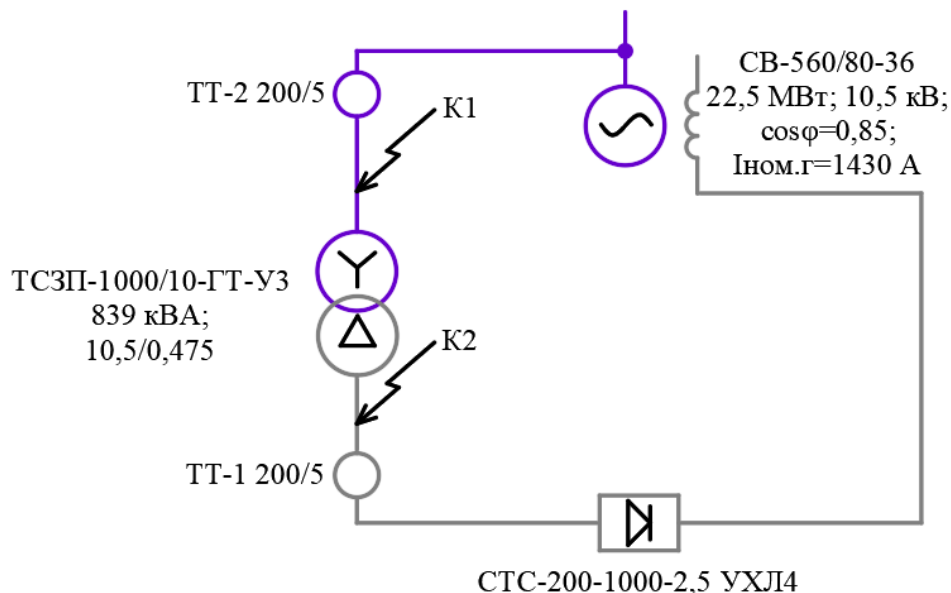 СВ-560/80-36
22,5 МВт; 10,5 кВ;
cosφ=0,85;
Iном.г=1430 А
ТТ-2 200/5
К1
ТСЗП-1000/10-ГТ-У3
839 кВА;
10,5/0,475
К2
ТТ-1 200/5
СТС-200-1000-2,5 УХЛ4